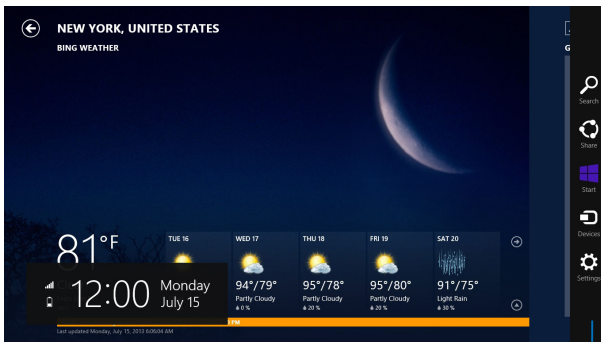 NEW YORK, UNITED STATES
BING WEATHER
G
Search
Share
Start
Devices
Settings
81°F
TUE 16
WED 17
94°/79°
Partly Cloudy
0 %
THU 18
95°/78°
Partly Cloudy
20 %
FRI 19
95°/80°
Partly Cloudy
20 %
SAT 20
91°/75°
Light Rain
30 %
12:00
Monday
July 15
PM
Last updated Monday, July 15, 2013 6:06:04 AM